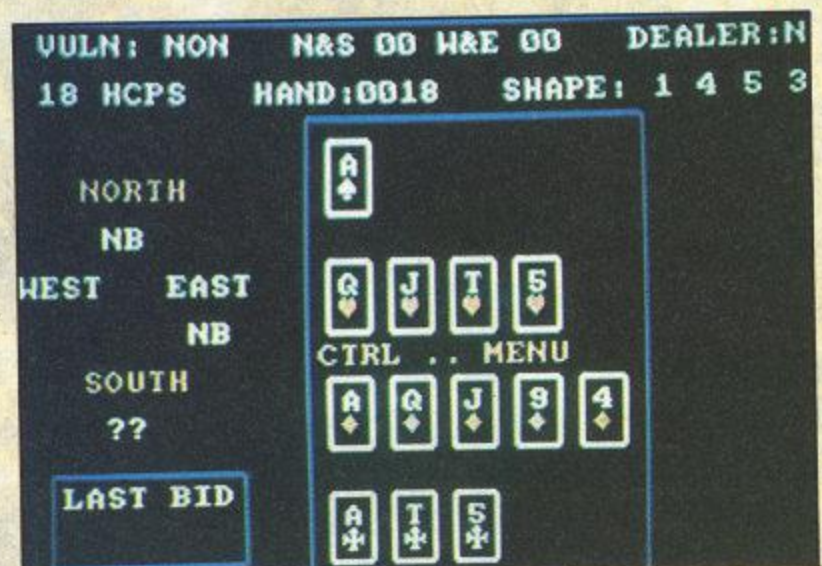 VULN: NON N&S 00 W&E 00 DEALER:N
18 HCPS HAND:0018 SHAPE: 1 4 5 3
A
NORTH
NB
WEST EAST
Q J T 5
NB
CTRL .. MENU
SOUTH
A Q J 9 4
??
LAST BID
A T 5